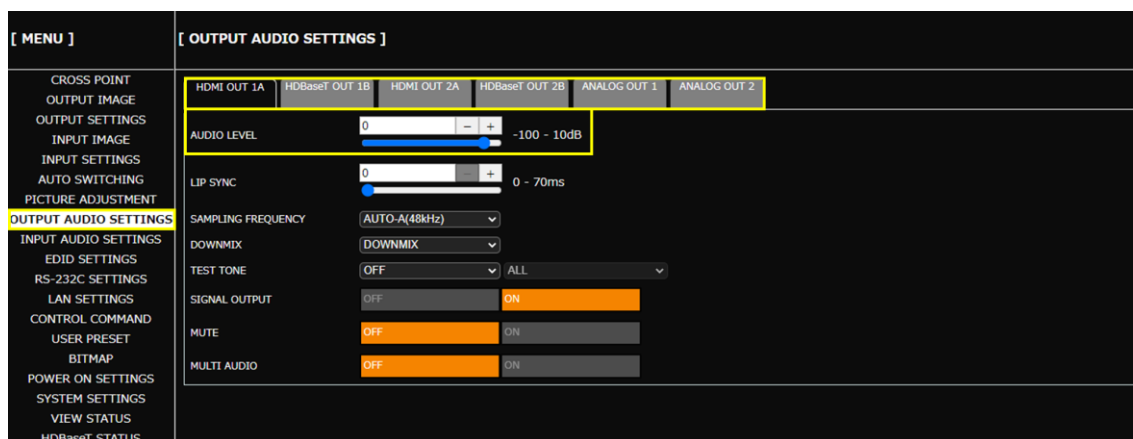 [ MENU ]
[ OUTPUT AUDIO SETTINGS ]
CROSS POINT
OUTPUT IMAGE
OUTPUT SETTINGS
INPUT IMAGE
INPUT SETTINGS
AUTO SWITCHING
PICTURE ADJUSTMENT
OUTPUT AUDIO SETTINGS
INPUT AUDIO SETTINGS
EDID SETTINGS
RS-232C SETTINGS
LAN SETTINGS
CONTROL COMMAND
USER PRESET
BITMAP
POWER ON SETTINGS
SYSTEM SETTINGS
VIEW STATUS
HDBaseT STATUS
HDMI OUT 1A HDBaseT OUT 1B HDMI OUT 2A HDBaseT OUT 2B ANALOG OUT 1 ANALOG OUT 2
AUDIO LEVEL 0 − + -100 - 10dB
LIP SYNC 0 − + 0 - 70ms
SAMPLING FREQUENCY AUTO-A(48kHz)
DOWNMIX DOWNMIX
TEST TONE OFF ALL
SIGNAL OUTPUT OFF ON
MUTE OFF ON
MULTI AUDIO OFF ON